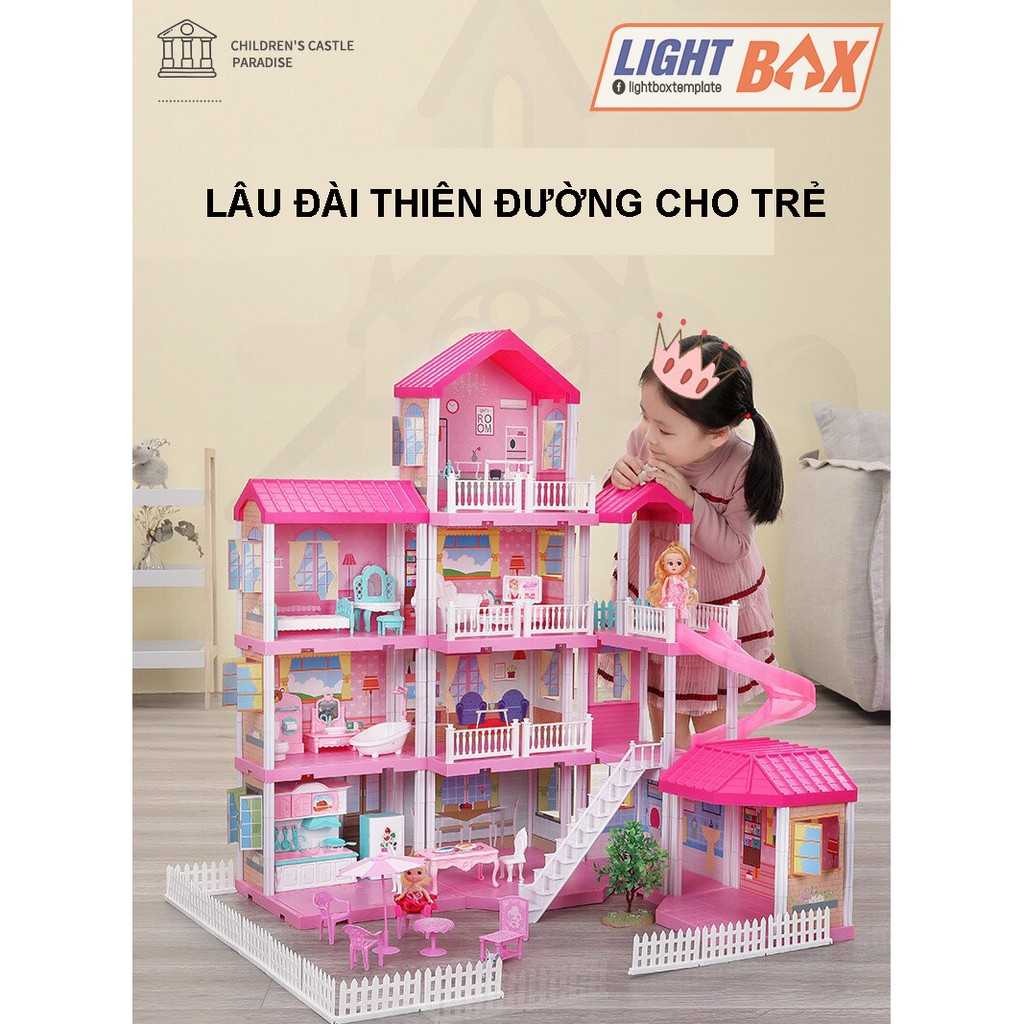 CHILDREN'S CASTLE
PARADISE
LIGHT BOX
lightboxtemplate
LÂU ĐÀI THIÊN ĐƯỜNG CHO TRẺ
ROOM